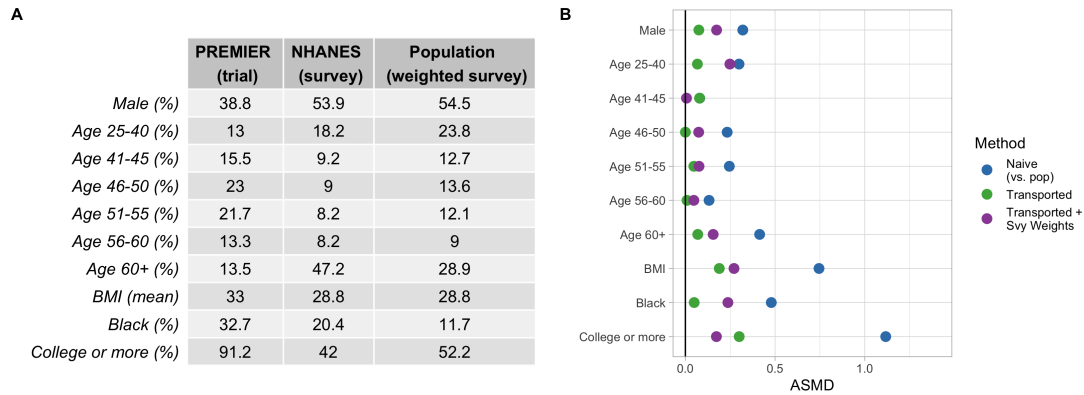 A
PREMIER (trial) NHANES (survey) Population (weighted survey)
Male (%) 38.8 53.9 54.5
Age 25-40 (%) 13 18.2 23.8
Age 41-45 (%) 15.5 9.2 12.7
Age 46-50 (%) 23 9 13.6
Age 51-55 (%) 21.7 8.2 12.1
Age 56-60 (%) 13.3 8.2 9
Age 60+ (%) 13.5 47.2 28.9
BMI (mean) 33 28.8 28.8
Black (%) 32.7 20.4 11.7
College or more (%) 91.2 42 52.2
B
Male
Age 25-40
Age 41-45
Age 46-50
Age 51-55
Age 56-60
Age 60+
BMI
Black
College or more
0.0 0.5 1.0
ASMD
Method
Naive
(vs. pop)
Transported
Transported +
Svy Weights